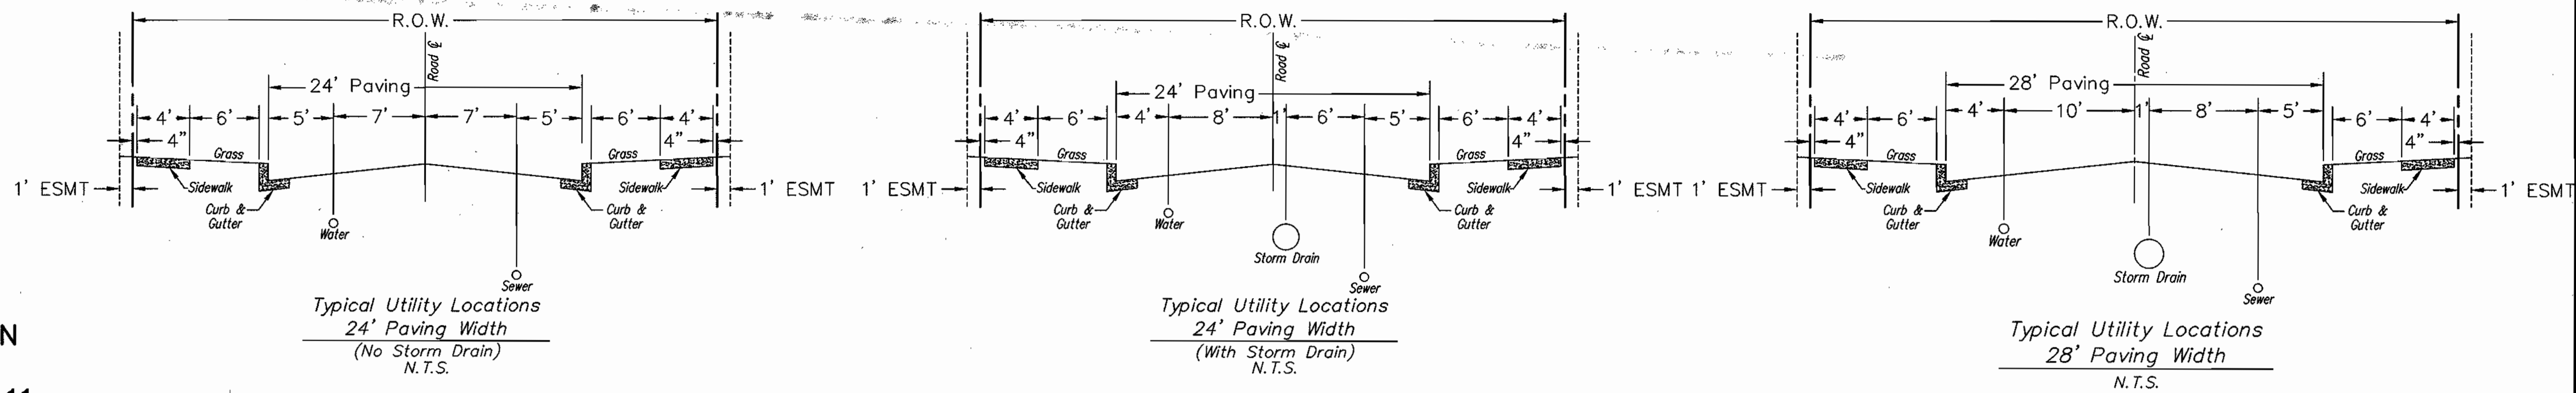 R.O.W.
Road ℄
24' Paving
4' 6' 5' 7' 7' 5' 6' 4'
4" 4"
Grass Grass
1' ESMT Sidewalk Sidewalk 1' ESMT
Curb & Gutter
Curb & Gutter
Water
Sewer
Typical Utility Locations
24' Paving Width
(No Storm Drain)
N.T.S.
R.O.W.
Road ℄
24' Paving
4' 6' 4' 8' 1' 6' 5' 6' 4'
4" 4"
Grass Grass
1' ESMT Sidewalk Sidewalk 1' ESMT
Curb & Gutter
Curb & Gutter
Water
Storm Drain
Sewer
Typical Utility Locations
24' Paving Width
(With Storm Drain)
N.T.S.
R.O.W.
Road ℄
28' Paving
4' 6' 4' 10' 1' 8' 5' 6' 4'
4" 4"
Grass Grass
1' ESMT Sidewalk Sidewalk 1' ESMT
Curb & Gutter
Curb & Gutter
Water
Storm Drain
Sewer
Typical Utility Locations
28' Paving Width
N.T.S.
N